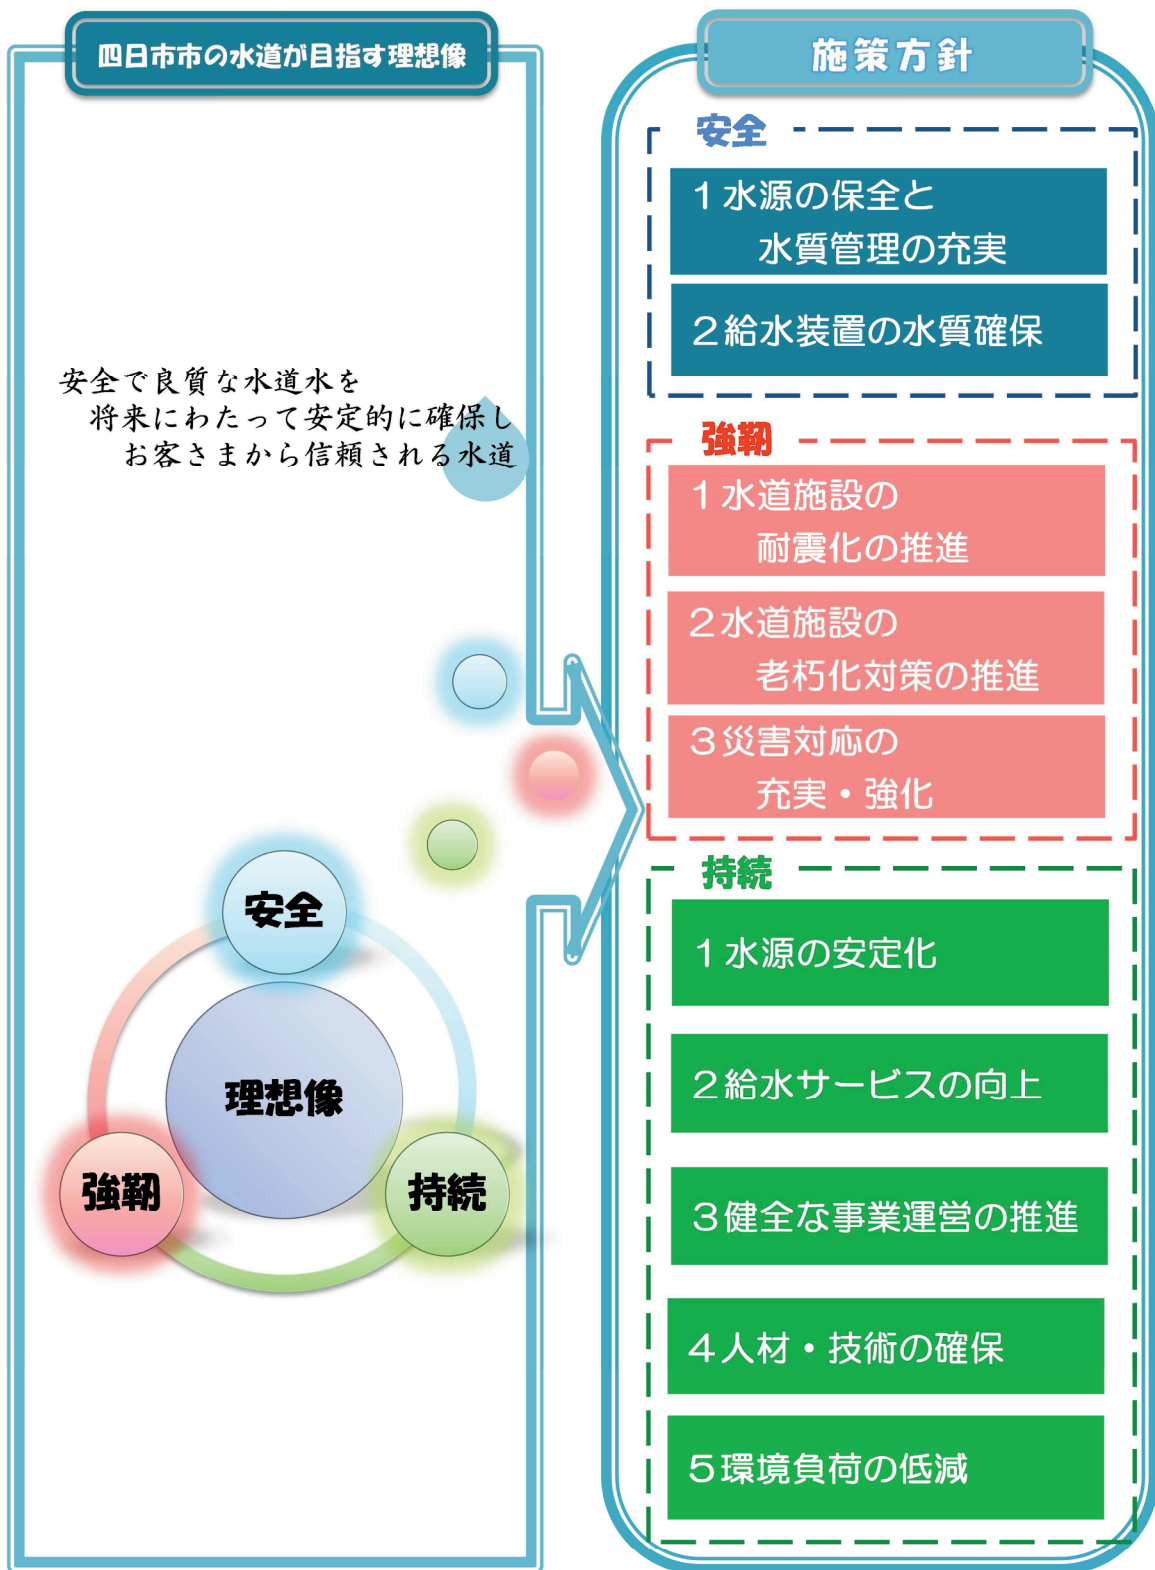 四日市市の水道が目指す理想像
安全で良質な水道水を
将来にわたって安定的に確保し
お客さまから信頼される水道
安全
理想像
強靭
持続
施策方針
安全
1水源の保全と
水質管理の充実
2給水装置の水質確保
強靭
1水道施設の
耐震化の推進
2水道施設の
老朽化対策の推進
3災害対応の
充実・強化
持続
1水源の安定化
2給水サービスの向上
3健全な事業運営の推進
4人材・技術の確保
5環境負荷の低減